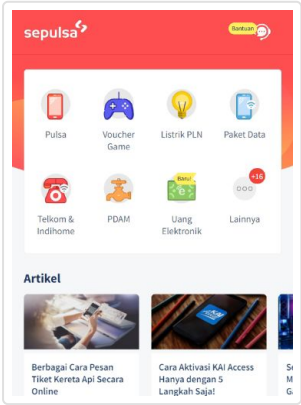 sepulsa
Bantuan
Pulsa
Voucher
Game
Listrik PLN
Paket Data
Telkom &
Indihome
PDAM
Baru!
Uang
Elektronik
+16
Lainnya
Artikel
Berbagai Cara Pesan
Tiket Kereta Api Secara
Online
Cara Aktivasi KAI Access
Hanya dengan 5
Langkah Saja!